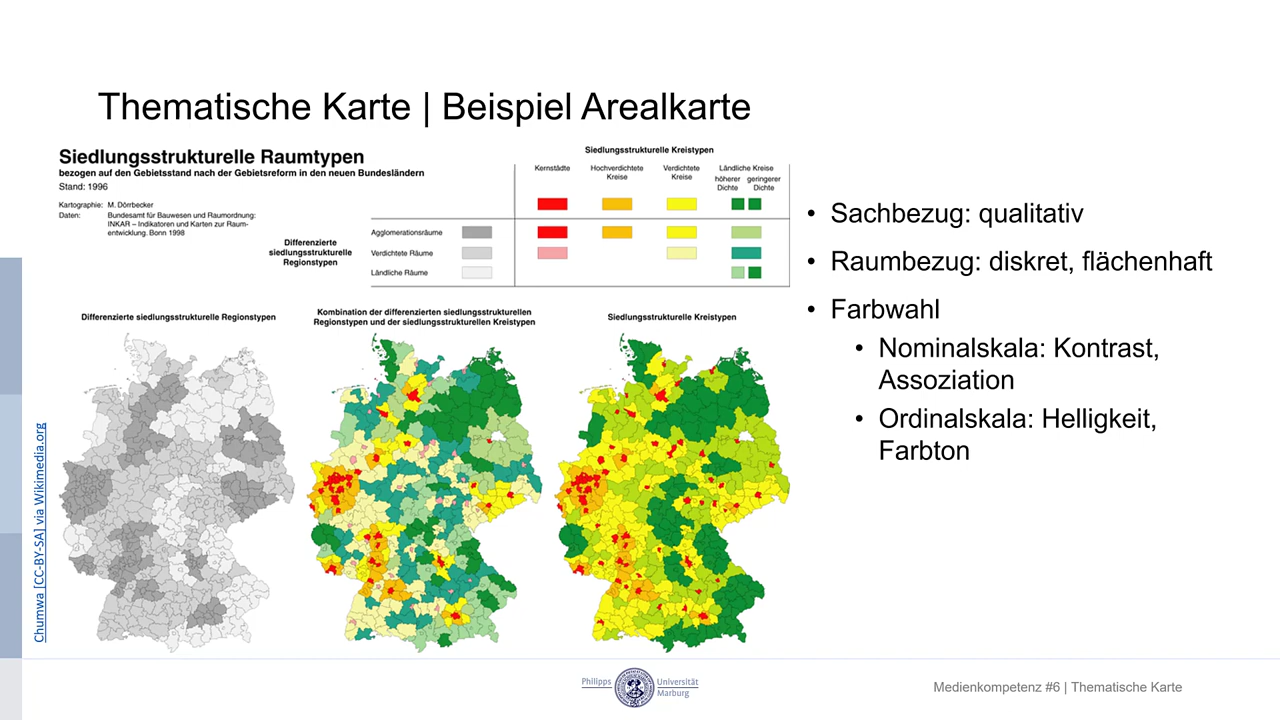 Thematische Karte | Beispiel Arealkarte
Siedlungsstrukturelle Raumtypen
bezogen auf den Gebietsstand nach der Gebietsreform in den neuen Bundesländern
Stand: 1996
Kartographie: M. Dörrbecker
Daten: Bundesamt für Bauwesen und Raumordnung:
INKAR – Indikatoren und Karten zur Raum-
entwicklung. Bonn 1998
Siedlungsstrukturelle Kreistypen
Kernstädte
Hochverdichtete
Kreise
Verdichtete
Kreise
Ländliche Kreise
höherer
Dichte
geringerer
Dichte
Differenzierte
siedlungsstrukturelle
Regionstypen
Agglomerationsräume
Verdichtete Räume
Ländliche Räume
Differenzierte siedlungsstrukturelle Regionstypen
Kombination der differenzierten siedlungsstrukturellen
Regionstypen und der siedlungsstrukturellen Kreistypen
Siedlungsstrukturelle Kreistypen
• Sachbezug: qualitativ
• Raumbezug: diskret, flächenhaft
• Farbwahl
• Nominalskala: Kontrast,
Assoziation
• Ordinalskala: Helligkeit,
Farbton
Chumwa [CC-BY-SA] via Wikimedia.org
Philipps Universität
Marburg
Medienkompetenz #6 | Thematische Karte